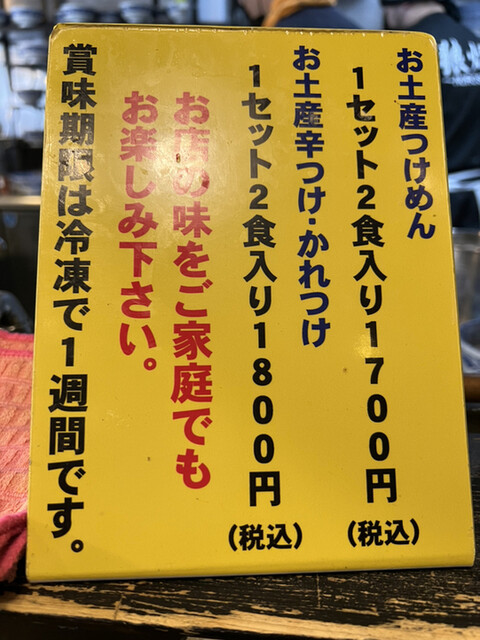 お土産つけめん
1セット2食入り1700円(税込)
お土産辛つけ・かれつけ
1セット2食入り1800円(税込)
お店の味をご家庭でも
お楽しみ下さい。
賞味期限は冷凍で1週間です。